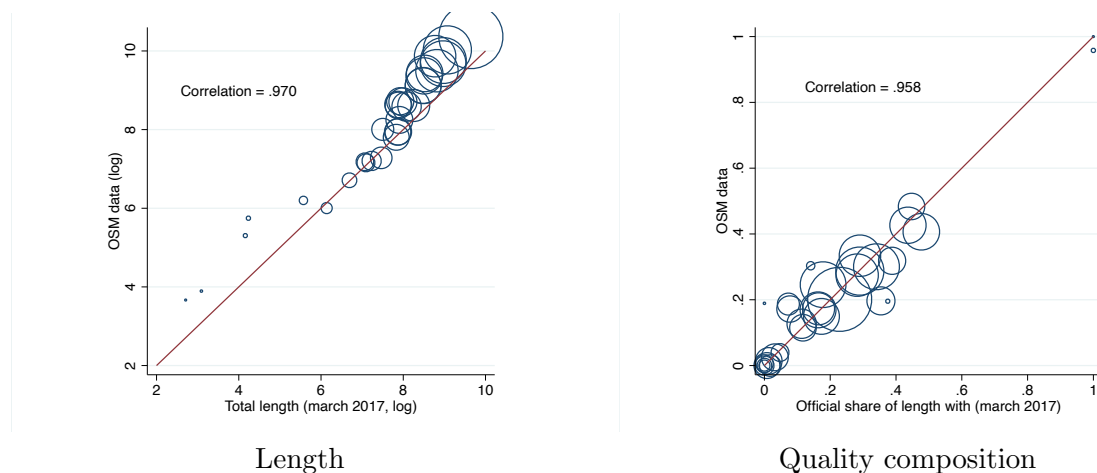 10
8
6
4
2
OSM data (log)
Correlation = .970
2 4 6 8 10
Total length (march 2017, log)
Length
1
.8
.6
.4
.2
0
OSM data
Correlation = .958
0 .2 .4 .6 .8 1
Official share of length with (march 2017)
Quality composition